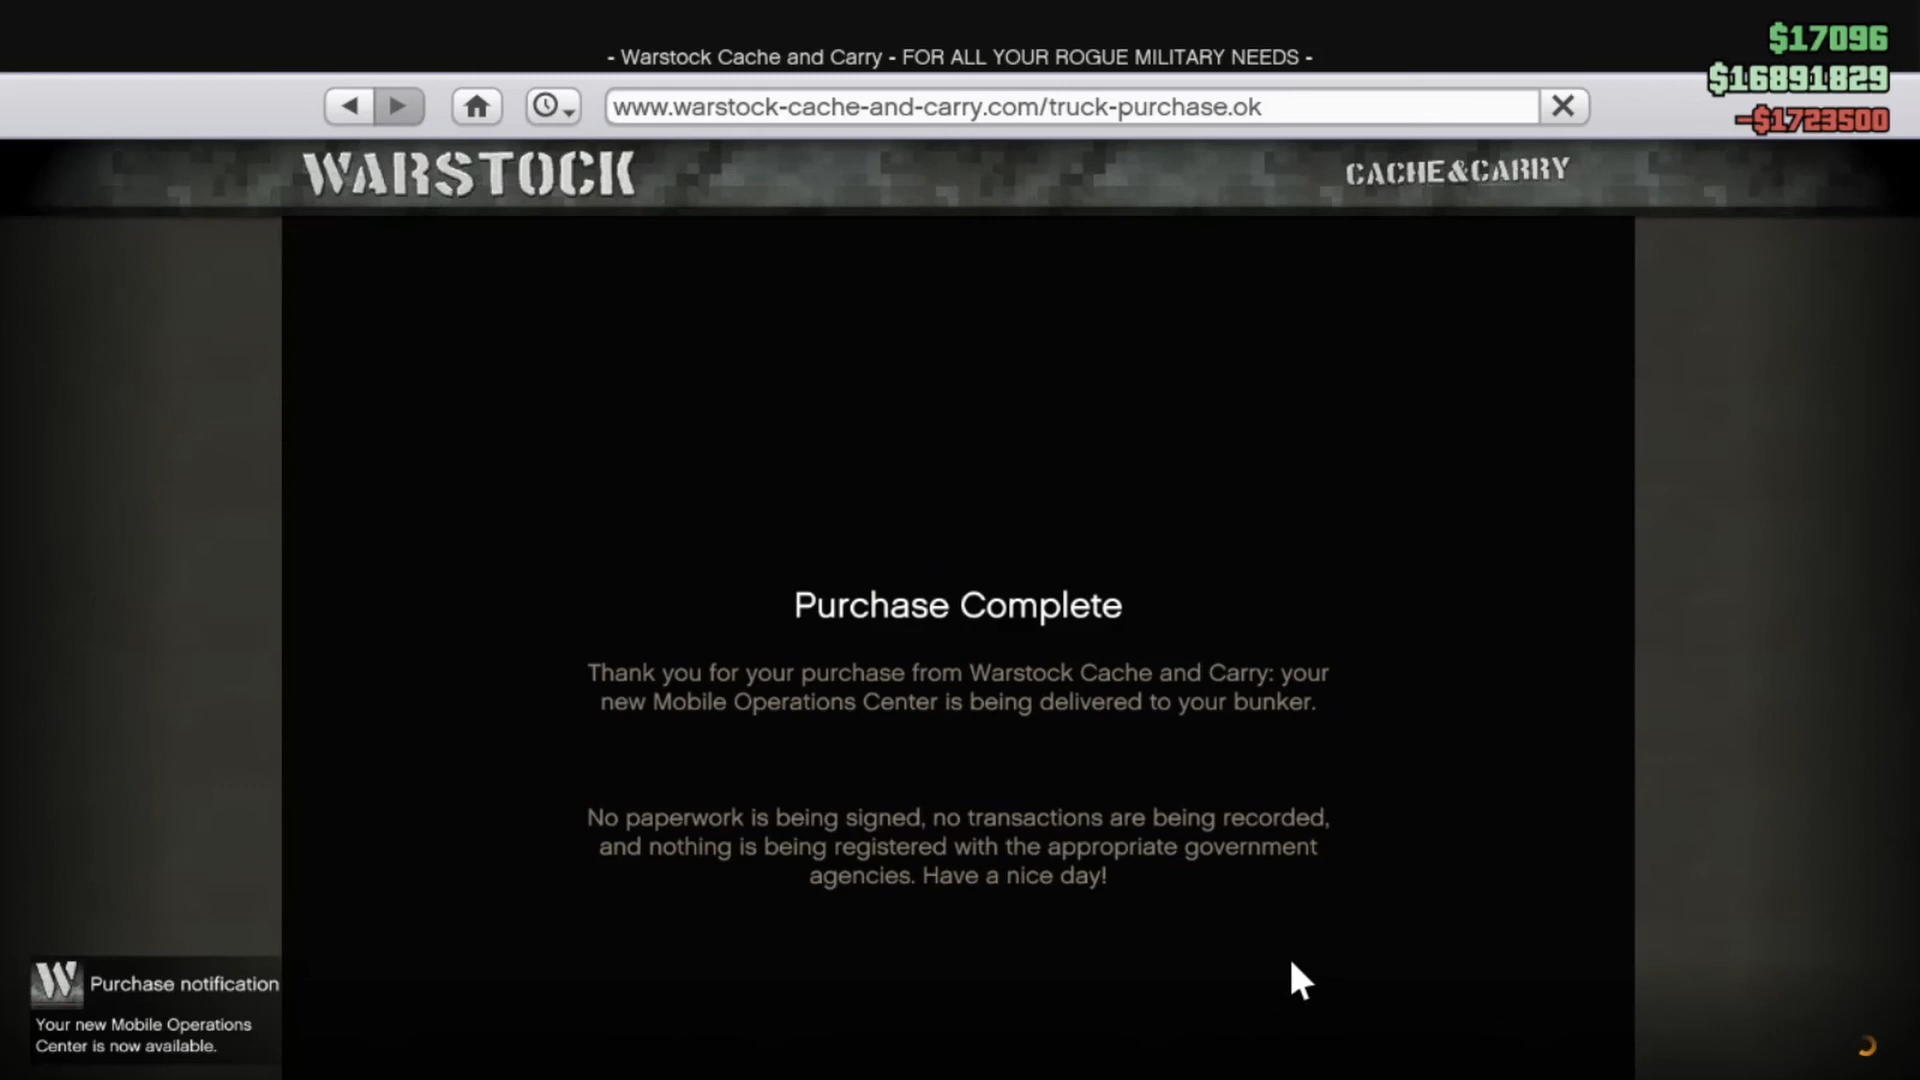 - Warstock Cache and Carry - FOR ALL YOUR ROGUE MILITARY NEEDS -
$17096
$16891829
-$1723500
www.warstock-cache-and-carry.com/truck-purchase.ok
WARSTOCK
CACHE&CARRY
Purchase Complete
Thank you for your purchase from Warstock Cache and Carry: your
new Mobile Operations Center is being delivered to your bunker.
No paperwork is being signed, no transactions are being recorded,
and nothing is being registered with the appropriate government
agencies. Have a nice day!
W
Purchase notification
Your new Mobile Operations
Center is now available.